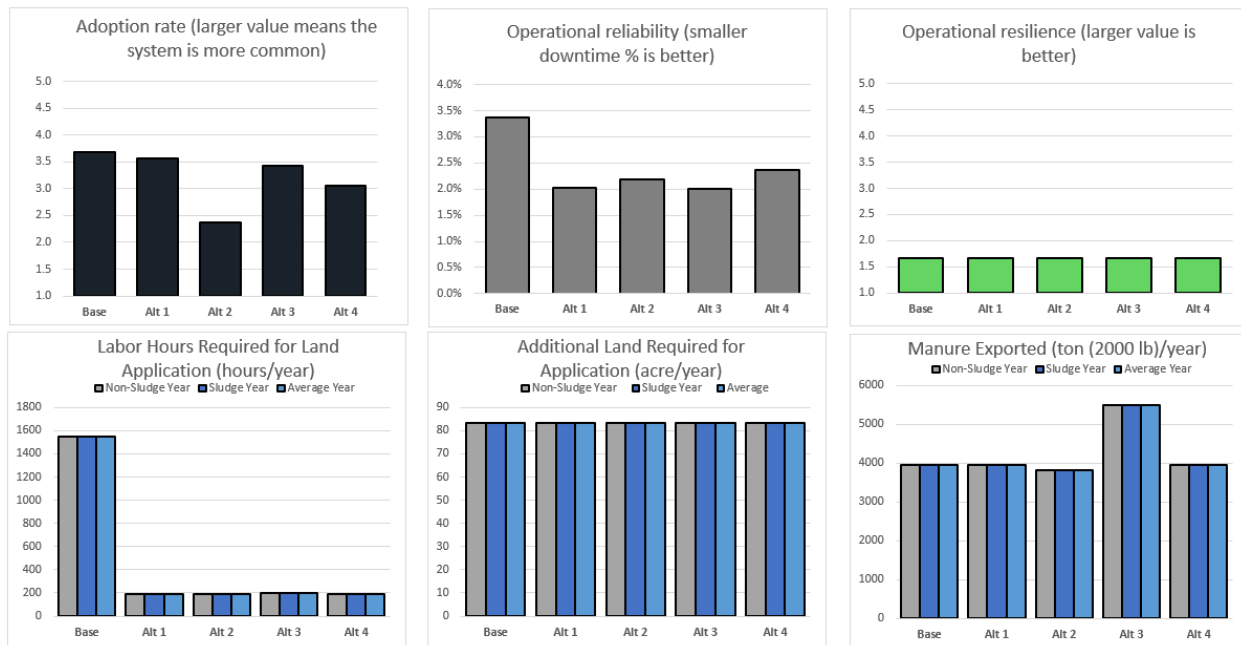 Adoption rate (larger value means the
system is more common)
5.0
4.5
4.0
3.5
3.0
2.5
2.0
1.5
1.0
Base Alt 1 Alt 2 Alt 3 Alt 4
Operational reliability (smaller
downtime % is better)
4.0%
3.5%
3.0%
2.5%
2.0%
1.5%
1.0%
0.5%
0.0%
Base Alt 1 Alt 2 Alt 3 Alt 4
Operational resilience (larger value is
better)
5.0
4.5
4.0
3.5
3.0
2.5
2.0
1.5
1.0
Base Alt 1 Alt 2 Alt 3 Alt 4
Labor Hours Required for Land
Application (hours/year)
Non-Sludge Year Sludge Year Average Year
1800
1600
1400
1200
1000
800
600
400
200
0
Base Alt 1 Alt 2 Alt 3 Alt 4
Additional Land Required for
Application (acre/year)
Non-Sludge Year Sludge Year Average
90
80
70
60
50
40
30
20
10
0
Base Alt 1 Alt 2 Alt 3 Alt 4
Manure Exported (ton (2000 lb)/year)
Non-Sludge Year Sludge Year Average Year
6000
5000
4000
3000
2000
1000
0
Base Alt 1 Alt 2 Alt 3 Alt 4